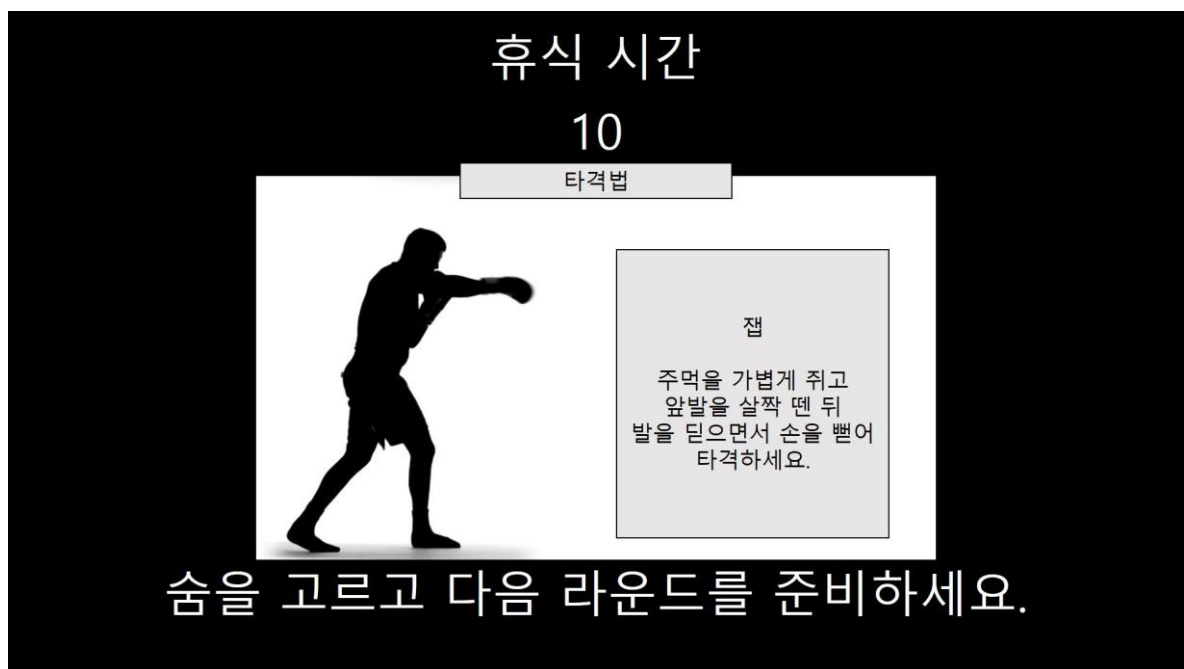 휴식 시간
10
타격법
잽
주먹을 가볍게 쥐고
앞발을 살짝 뗀 뒤
발을 딛으면서 손을 뻗어
타격하세요.
숨을 고르고 다음 라운드를 준비하세요.